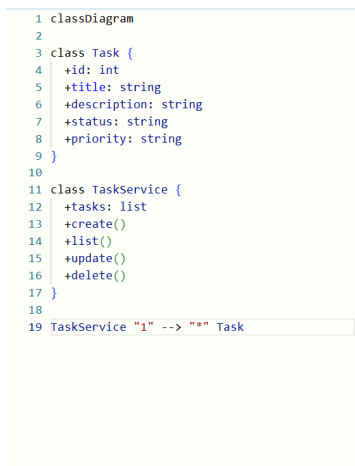 1 classDiagram
2
3 class Task {
4   +id: int
5   +title: string
6   +description: string
7   +status: string
8   +priority: string
9 }
10
11 class TaskService {
12   +tasks: list
13   +create()
14   +list()
15   +update()
16   +delete()
17 }
18
19 TaskService "1" --> "*" Task